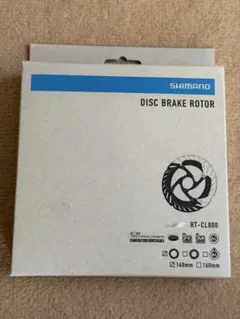 SHIMANO
DISC BRAKE ROTOR
RT-CL800
140mm 160mm